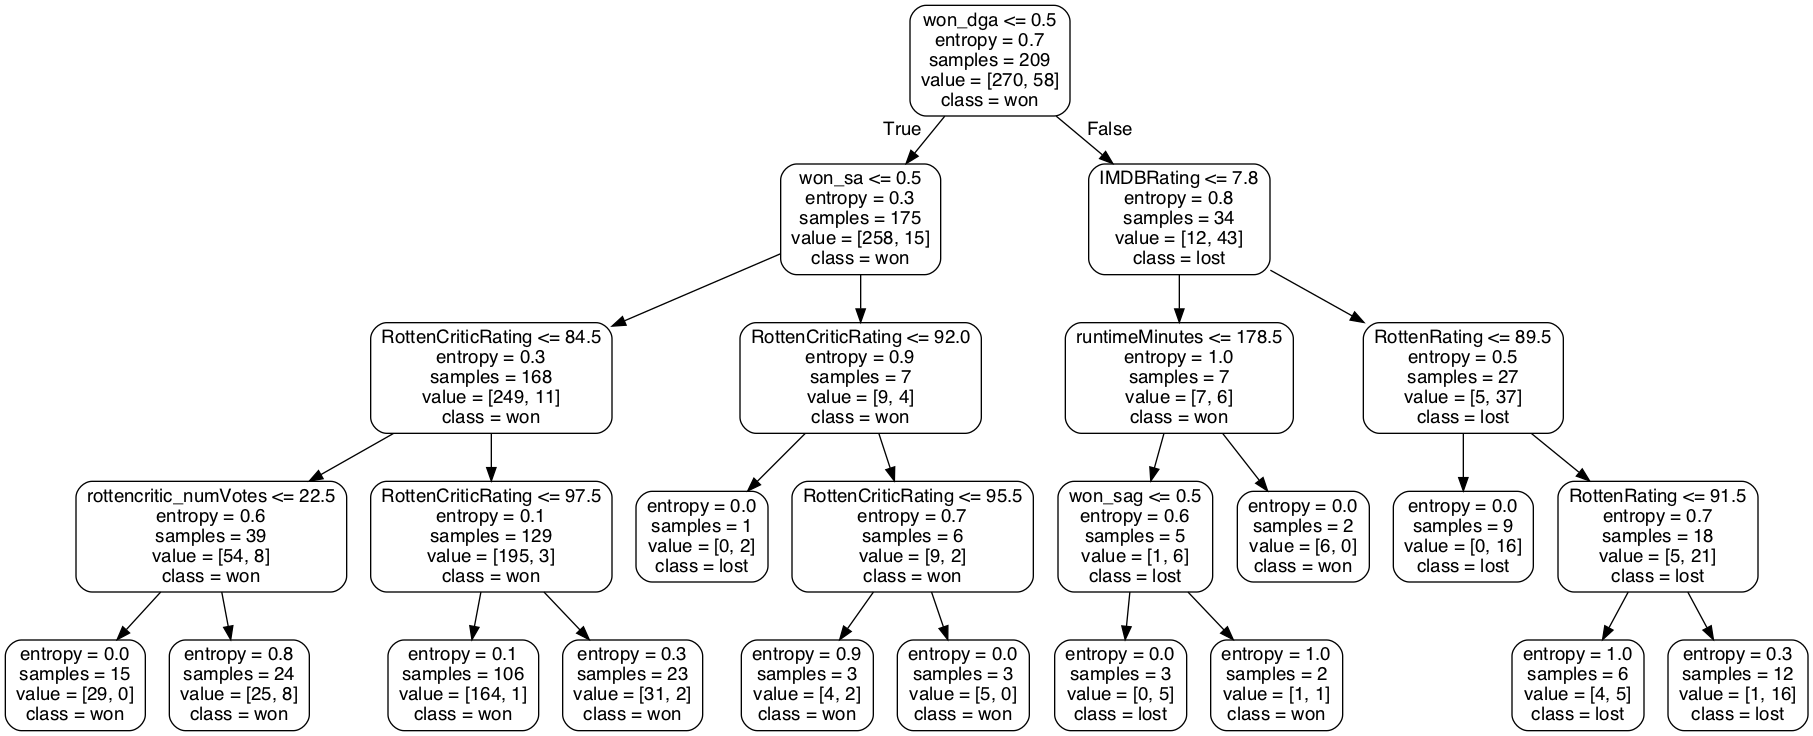 won_dga <= 0.5
entropy = 0.7
samples = 209
value = [270, 58]
class = won
True
False
won_sa <= 0.5
entropy = 0.3
samples = 175
value = [258, 15]
class = won
IMDBRating <= 7.8
entropy = 0.8
samples = 34
value = [12, 43]
class = lost
RottenCriticRating <= 84.5
entropy = 0.3
samples = 168
value = [249, 11]
class = won
RottenCriticRating <= 92.0
entropy = 0.9
samples = 7
value = [9, 4]
class = won
runtimeMinutes <= 178.5
entropy = 1.0
samples = 7
value = [7, 6]
class = won
RottenRating <= 89.5
entropy = 0.5
samples = 27
value = [5, 37]
class = lost
rottencritic_numVotes <= 22.5
entropy = 0.6
samples = 39
value = [54, 8]
class = won
RottenCriticRating <= 97.5
entropy = 0.1
samples = 129
value = [195, 3]
class = won
entropy = 0.0
samples = 1
value = [0, 2]
class = lost
RottenCriticRating <= 95.5
entropy = 0.7
samples = 6
value = [9, 2]
class = won
won_sag <= 0.5
entropy = 0.6
samples = 5
value = [1, 6]
class = lost
entropy = 0.0
samples = 2
value = [6, 0]
class = won
entropy = 0.0
samples = 9
value = [0, 16]
class = lost
RottenRating <= 91.5
entropy = 0.7
samples = 18
value = [5, 21]
class = lost
entropy = 0.0
samples = 15
value = [29, 0]
class = won
entropy = 0.8
samples = 24
value = [25, 8]
class = won
entropy = 0.1
samples = 106
value = [164, 1]
class = won
entropy = 0.3
samples = 23
value = [31, 2]
class = won
entropy = 0.9
samples = 3
value = [4, 2]
class = won
entropy = 0.0
samples = 3
value = [5, 0]
class = won
entropy = 0.0
samples = 3
value = [0, 5]
class = lost
entropy = 1.0
samples = 2
value = [1, 1]
class = won
entropy = 1.0
samples = 6
value = [4, 5]
class = lost
entropy = 0.3
samples = 12
value = [1, 16]
class = lost